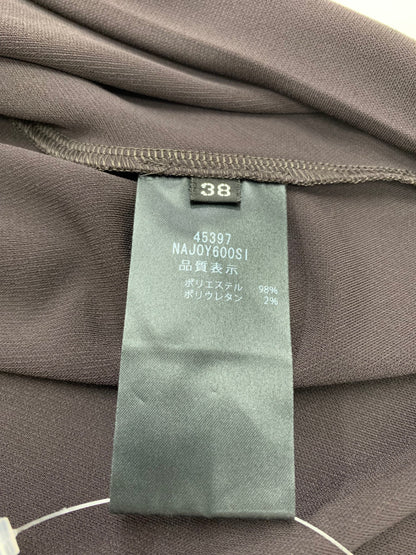 38
45397
NAJOY600SI
品質表示
ポリエステル 98%
ポリウレタン 2%